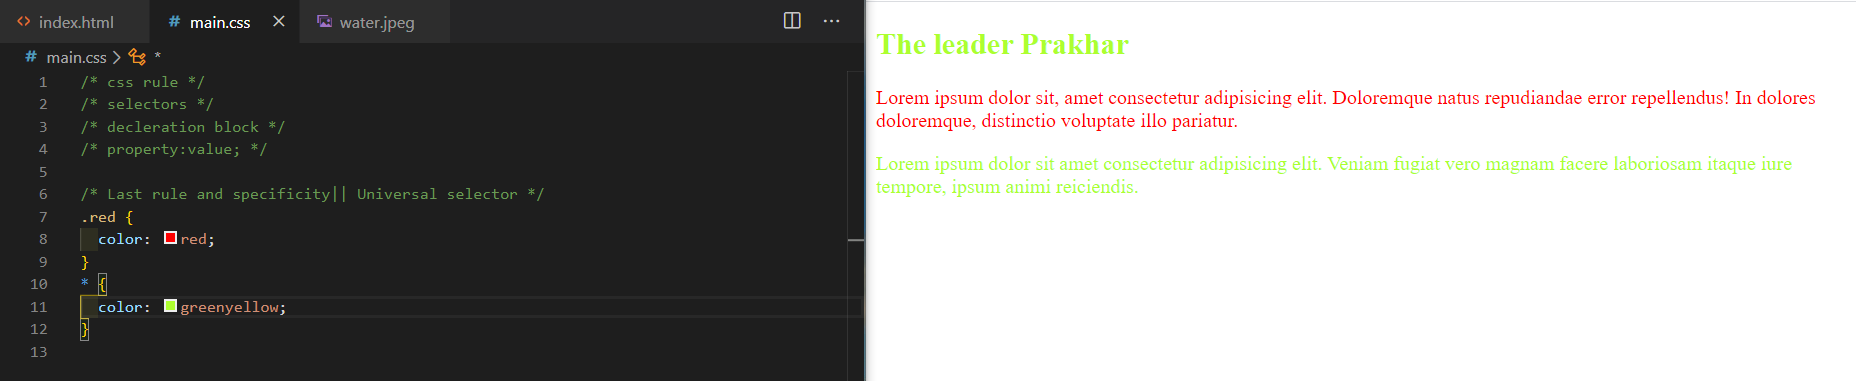 index.html
main.css
water.jpeg
main.css > *
1 /* css rule */
2 /* selectors */
3 /* decleration block */
4 /* property:value; */
5
6 /* Last rule and specificity|| Universal selector */
7 .red {
8 color: red;
9 }
10 * {
11 color: greenyellow;
12 }
13
The leader Prakhar
Lorem ipsum dolor sit, amet consectetur adipisicing elit. Doloremque natus repudiandae error repellendus! In dolores
doloremque, distinctio voluptate illo pariatur.
Lorem ipsum dolor sit amet consectetur adipisicing elit. Veniam fugiat vero magnam facere laboriosam itaque iure
tempore, ipsum animi reiciendis.